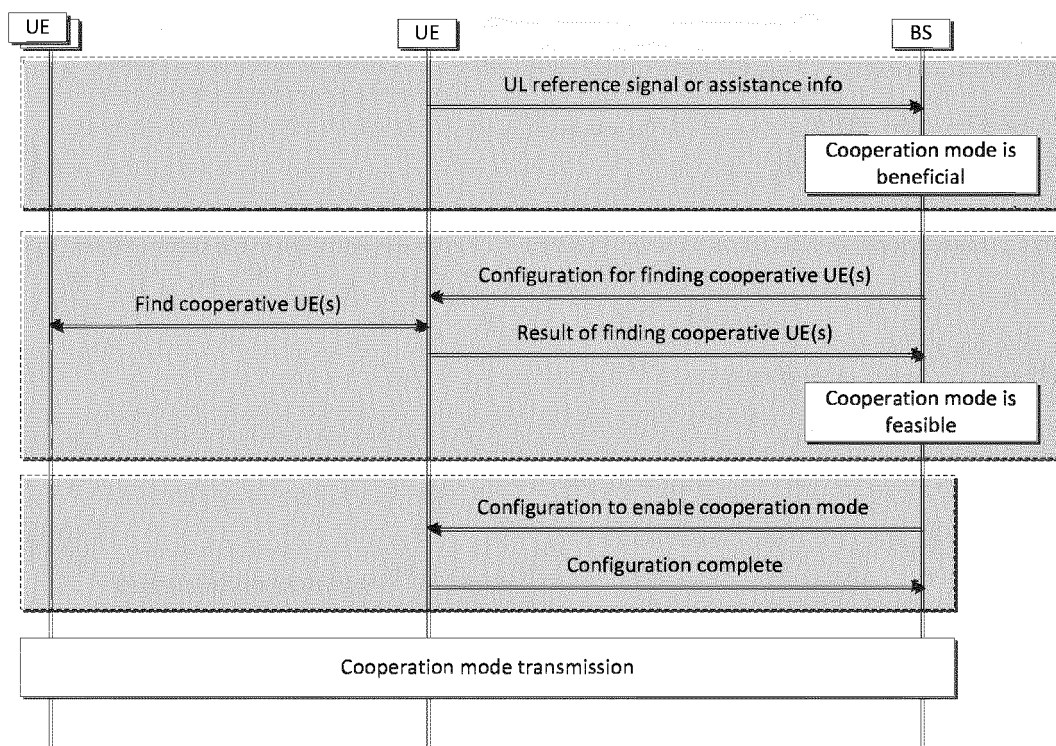 UE
UE
BS
UL reference signal or assistance info
Cooperation mode is
beneficial
Configuration for finding cooperative UE(s)
Find cooperative UE(s)
Result of finding cooperative UE(s)
Cooperation mode is
feasible
Configuration to enable cooperation mode
Configuration complete
Cooperation mode transmission